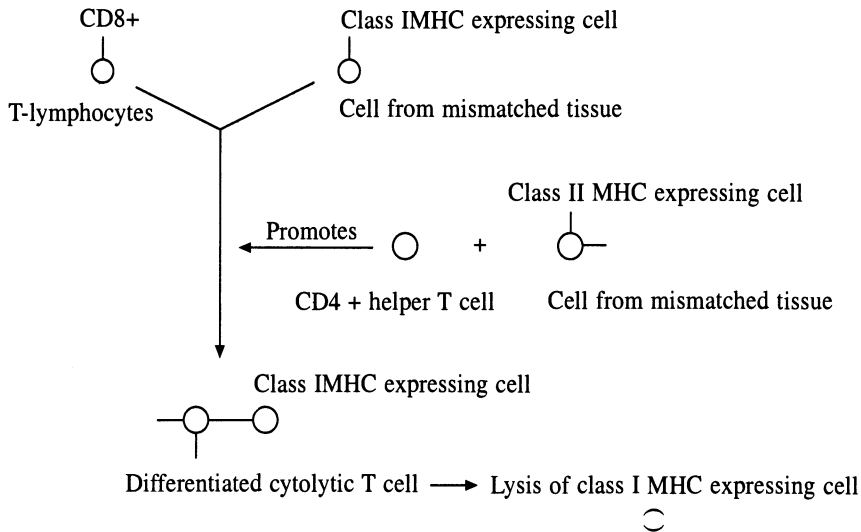 CD8+
Class IMHC expressing cell
T-lymphocytes
Cell from mismatched tissue
Class II MHC expressing cell
Promotes
+
CD4 + helper T cell
Cell from mismatched tissue
Class IMHC expressing cell
Differentiated cytolytic T cell
Lysis of class I MHC expressing cell